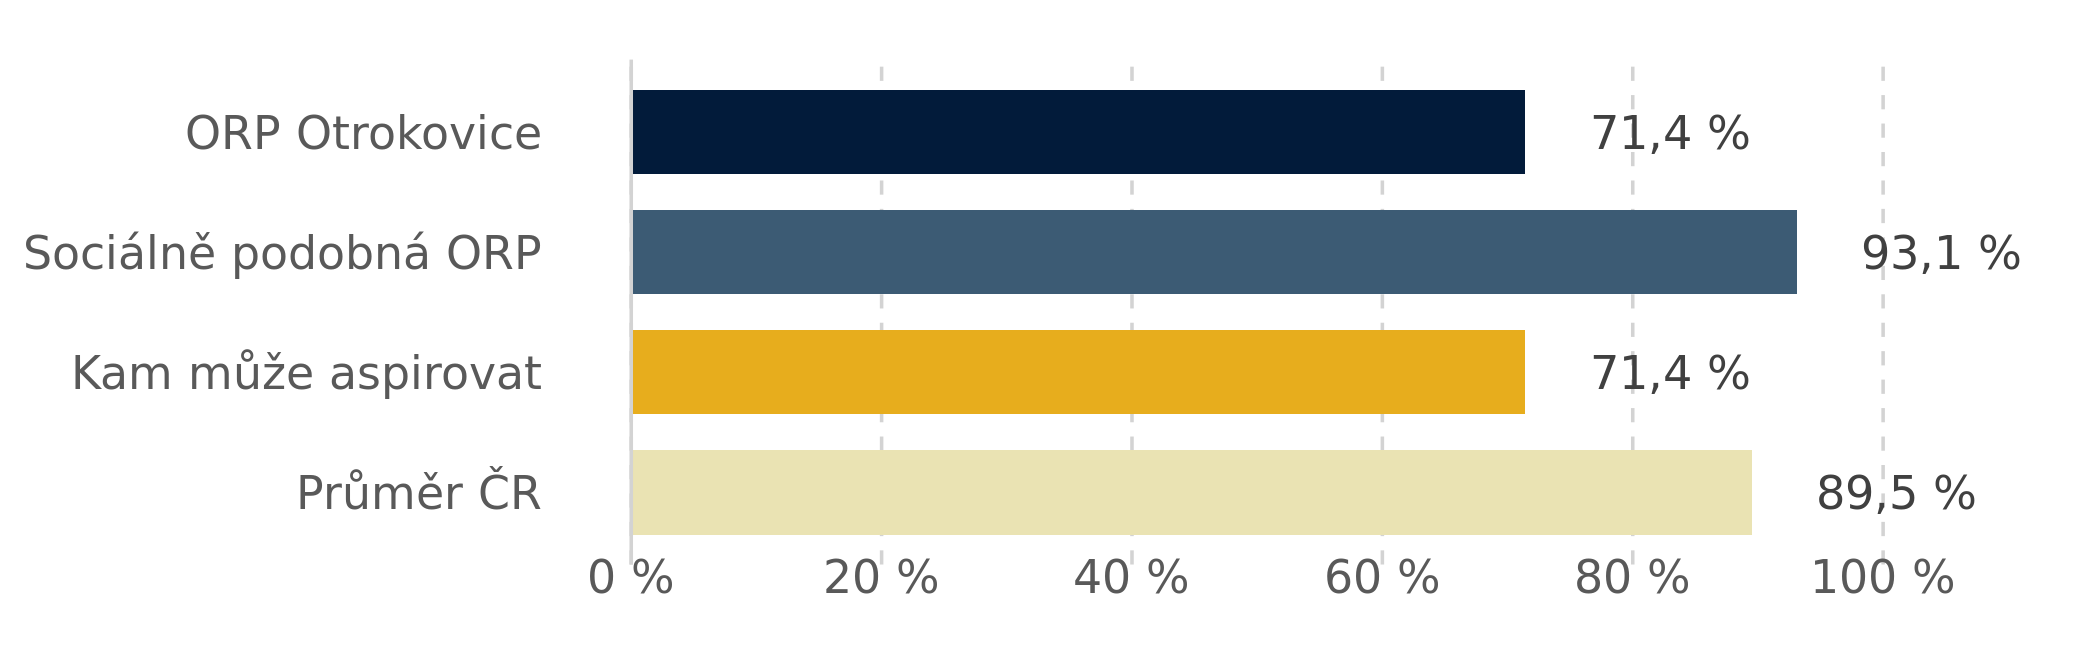 ORP Otrokovice 71,4 %
Sociálně podobná ORP 93,1 %
Kam může aspirovat 71,4 %
Průměr ČR 89,5 %
0 % 20 % 40 % 60 % 80 % 100 %